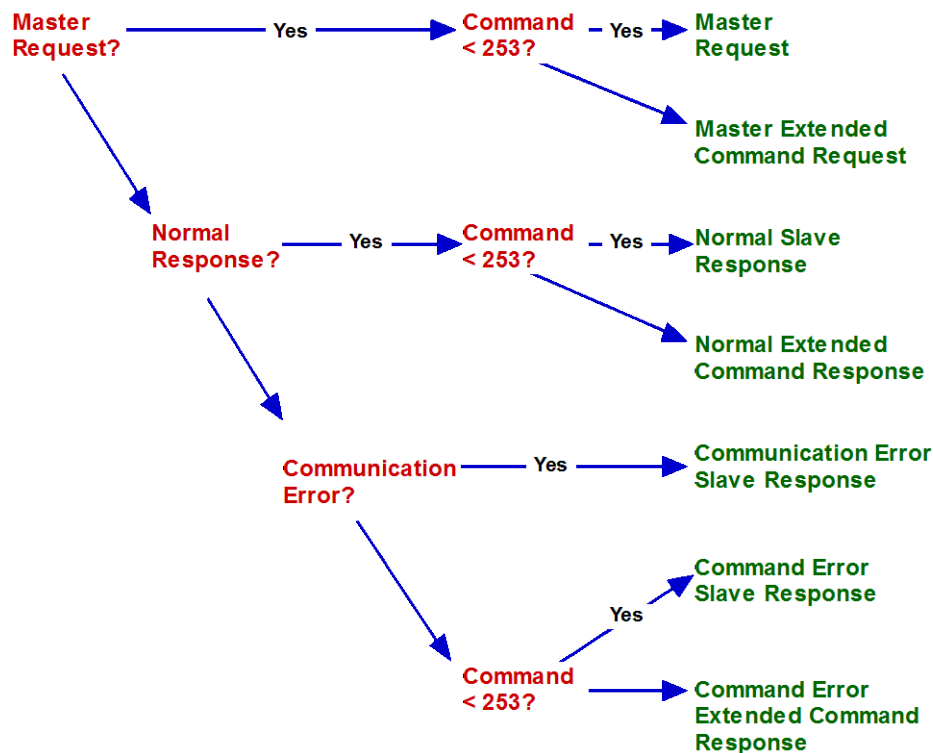 Master
Request?
Yes
Command
< 253?
Yes
Master
Request
Master Extended
Command Request
Normal
Response?
Yes
Command
< 253?
Yes
Normal Slave
Response
Normal Extended
Command Response
Communication
Error?
Yes
Communication Error
Slave Response
Command
< 253?
Yes
Command Error
Slave Response
Command Error
Extended Command
Response